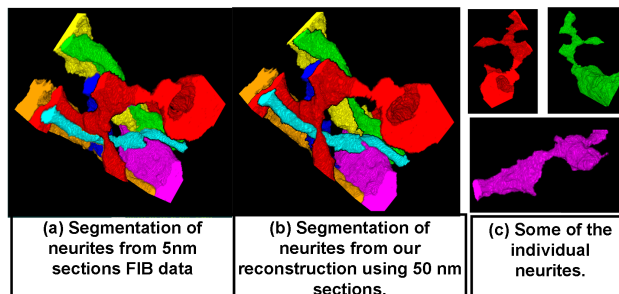 (a) Segmentation of
neurites from 5nm
sections FIB data
(b) Segmentation of
neurites from our
reconstruction using 50 nm
sections.
(c) Some of the
individual
neurites.